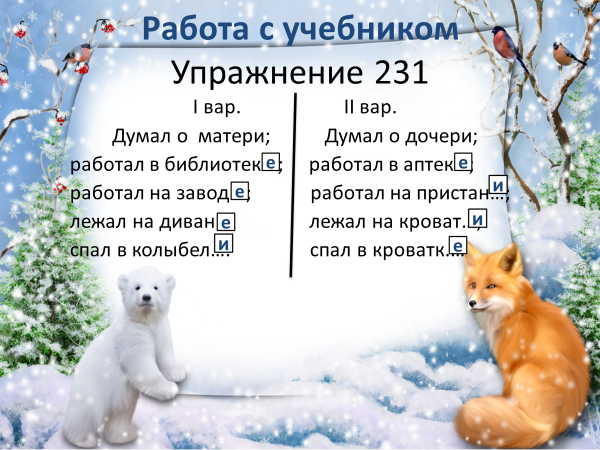 Работа с учебником
Упражнение 231
I вар.
Думал о матери;
работал в библиотеке;
работал на заводе;
лежал на диване
спал в колыбели...
II вар.
Думал о дочери;
работал в аптеке;
работал на пристани...;
лежал на кровати.
спал в кроватке....